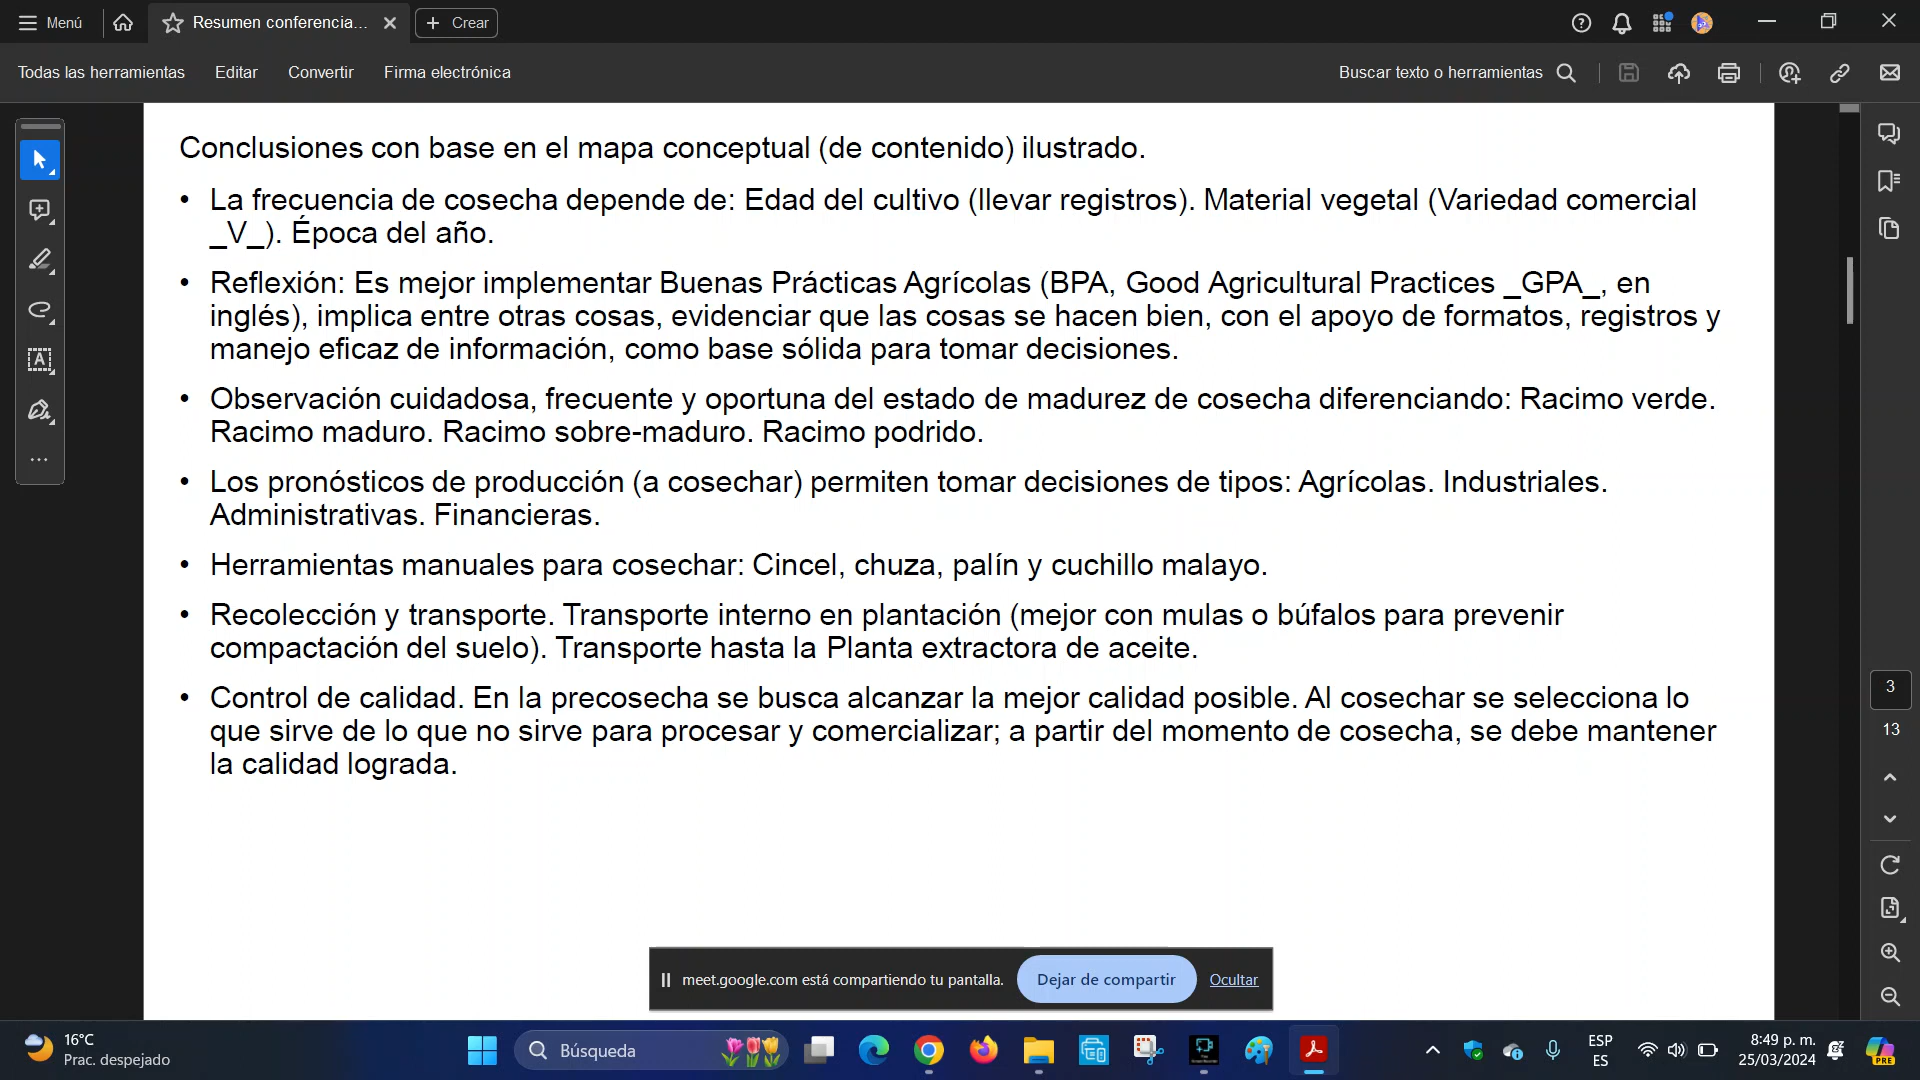 Menú
Resumen conferencia...
Crear
Todas las herramientas
Editar
Convertir
Firma electrónica
Buscar texto o herramientas
Conclusiones con base en el mapa conceptual (de contenido) ilustrado.
• La frecuencia de cosecha depende de: Edad del cultivo (llevar registros). Material vegetal (Variedad comercial
_V_). Época del año.
• Reflexión: Es mejor implementar Buenas Prácticas Agrícolas (BPA, Good Agricultural Practices _GPA_, en
inglés), implica entre otras cosas, evidenciar que las cosas se hacen bien, con el apoyo de formatos, registros y
manejo eficaz de información, como base sólida para tomar decisiones.
• Observación cuidadosa, frecuente y oportuna del estado de madurez de cosecha diferenciando: Racimo verde.
Racimo maduro. Racimo sobre-maduro. Racimo podrido.
• Los pronósticos de producción (a cosechar) permiten tomar decisiones de tipos: Agrícolas. Industriales.
Administrativas. Financieras.
• Herramientas manuales para cosechar: Cincel, chuza, palín y cuchillo malayo.
• Recolección y transporte. Transporte interno en plantación (mejor con mulas o búfalos para prevenir
compactación del suelo). Transporte hasta la Planta extractora de aceite.
• Control de calidad. En la precosecha se busca alcanzar la mejor calidad posible. Al cosechar se selecciona lo
que sirve de lo que no sirve para procesar y comercializar; a partir del momento de cosecha, se debe mantener
la calidad lograda.
3
13
meet.google.com está compartiendo tu pantalla.
Dejar de compartir
Ocultar
16°C
Prac. despejado
Búsqueda
ESP
ES
8:49 p. m.
25/03/2024
PRE